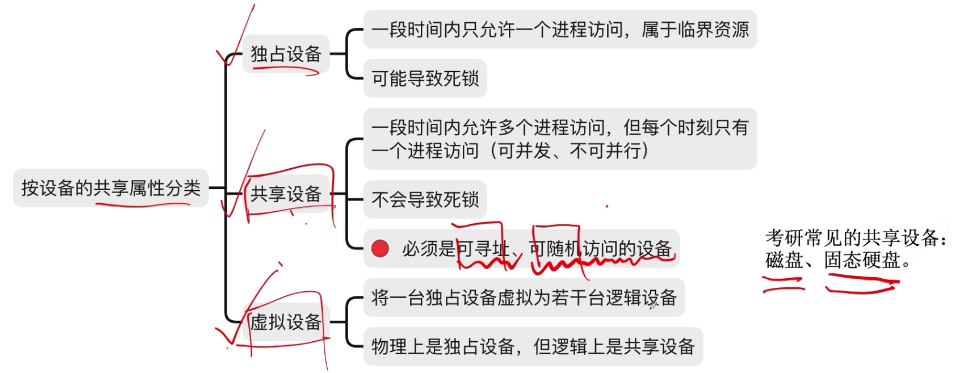 独占设备
一段时间内只允许一个进程访问，属于临界资源
可能导致死锁
按设备的共享属性分类
共享设备
一段时间内允许多个进程访问，但每个时刻只有
一个进程访问（可并发、不可并行）
不会导致死锁
必须是可寻址、可随机访问的设备
考研常见的共享设备：
磁盘、固态硬盘。
虚拟设备
将一台独占设备虚拟为若干台逻辑设备
物理上是独占设备，但逻辑上是共享设备